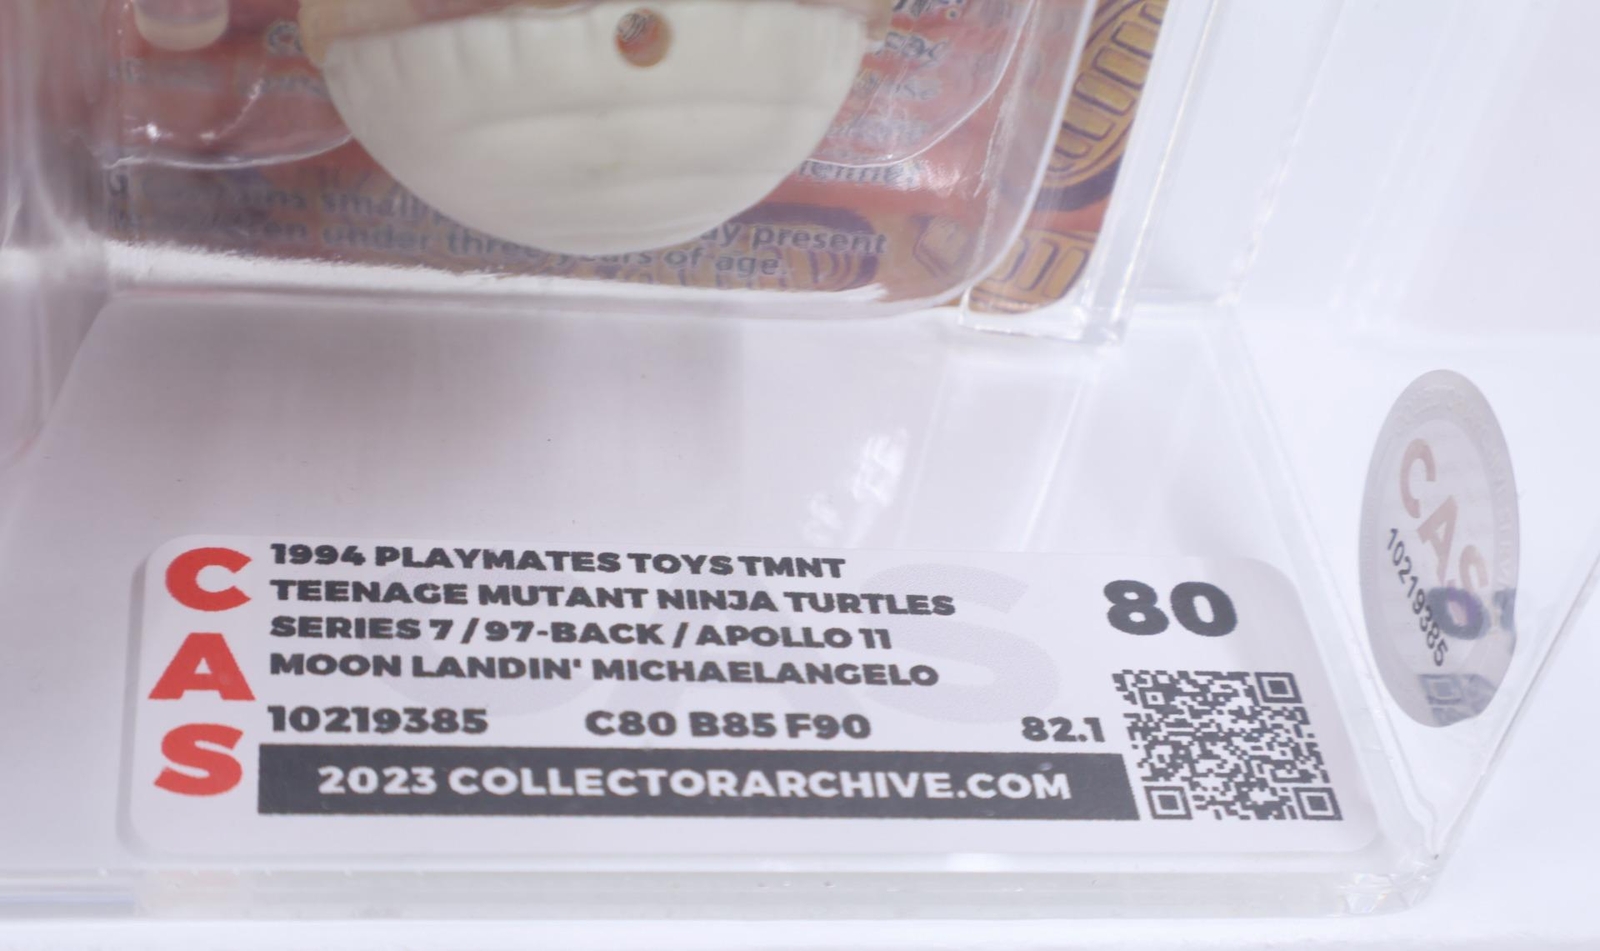 ay present
under three years of age.
CAS
1994 PLAYMATES TOYS TMNT
TEENAGE MUTANT NINJA TURTLES
SERIES 7 / 97-BACK / APOLLO 11
MOON LANDIN' MICHAELANGELO
80
10219385 C80 B85 F90 82.1
2023 COLLECTORARCHIVE.COM
CAS
10219385